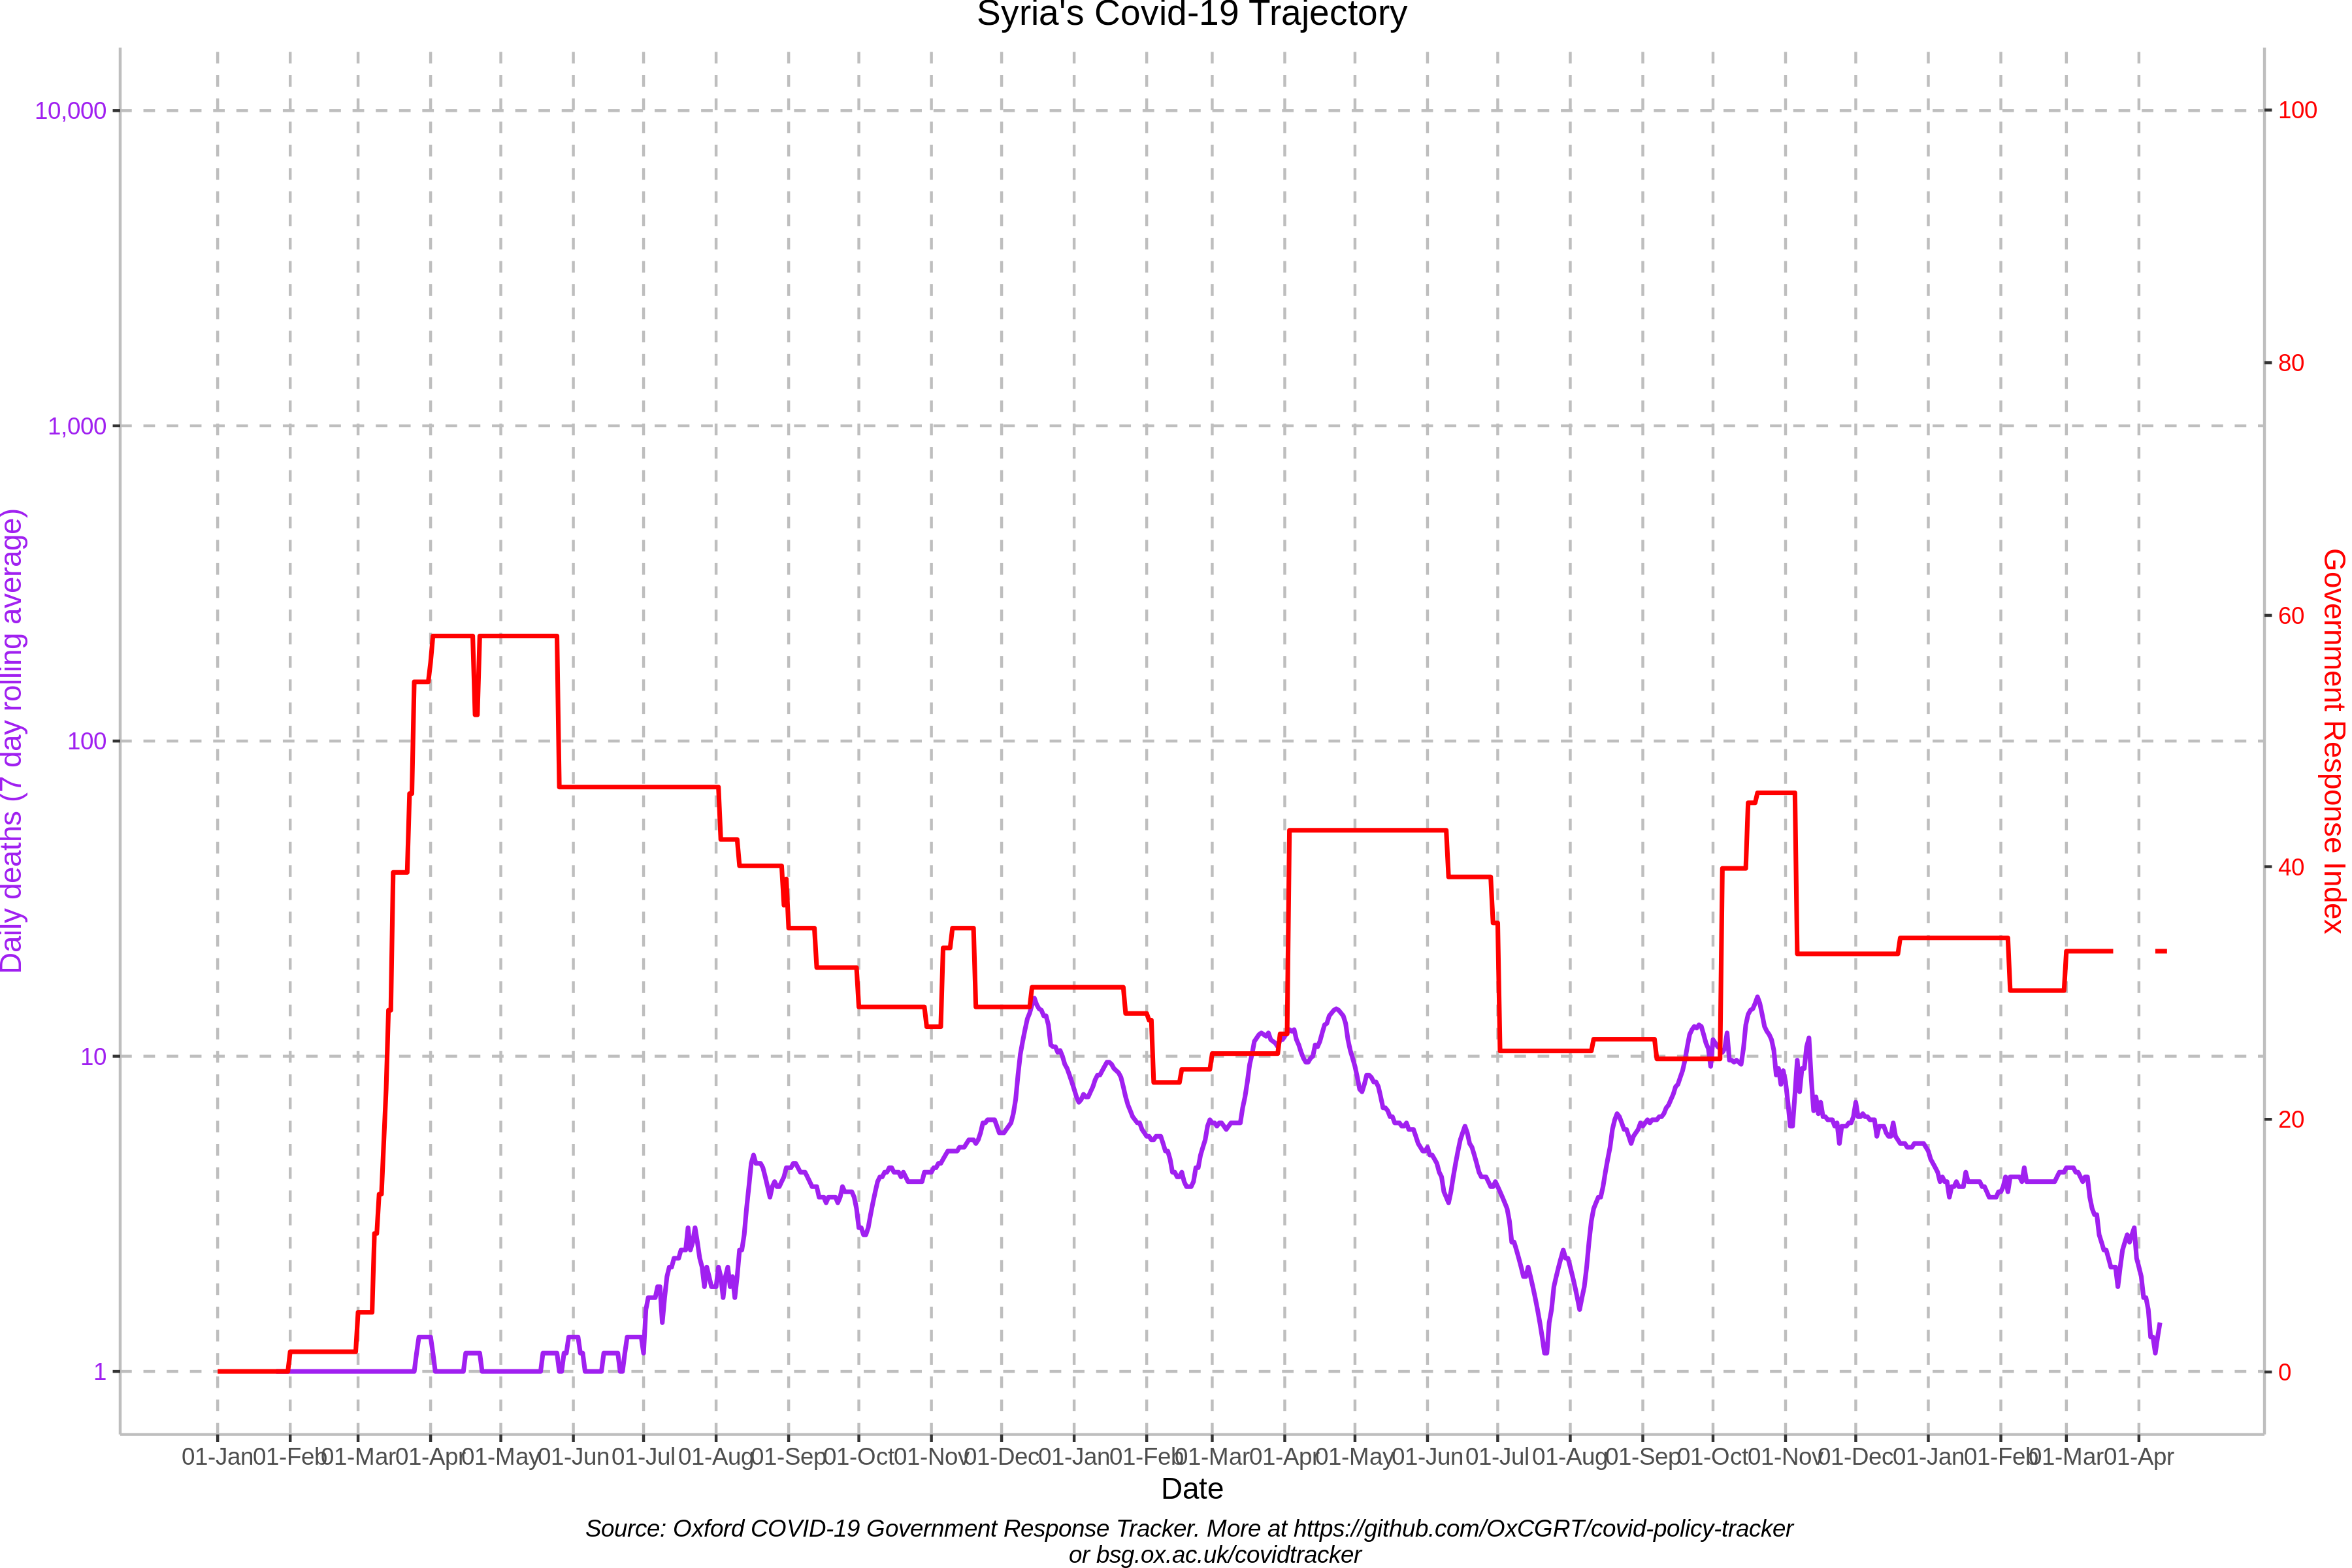 Syria's Covid-19 Trajectory
10,000
1,000
100
10
1
Daily deaths (7 day rolling average)
100
80
60
40
20
0
Government Response Index
01-Jan 01-Feb 01-Mar 01-Apr 01-May 01-Jun 01-Jul 01-Aug 01-Sep 01-Oct 01-Nov 01-Dec 01-Jan 01-Feb 01-Mar 01-Apr 01-May 01-Jun 01-Jul 01-Aug 01-Sep 01-Oct 01-Nov 01-Dec 01-Jan 01-Feb 01-Mar 01-Apr
Date
Source: Oxford COVID-19 Government Response Tracker. More at https://github.com/OxCGRT/covid-policy-tracker
or bsg.ox.ac.uk/covidtracker